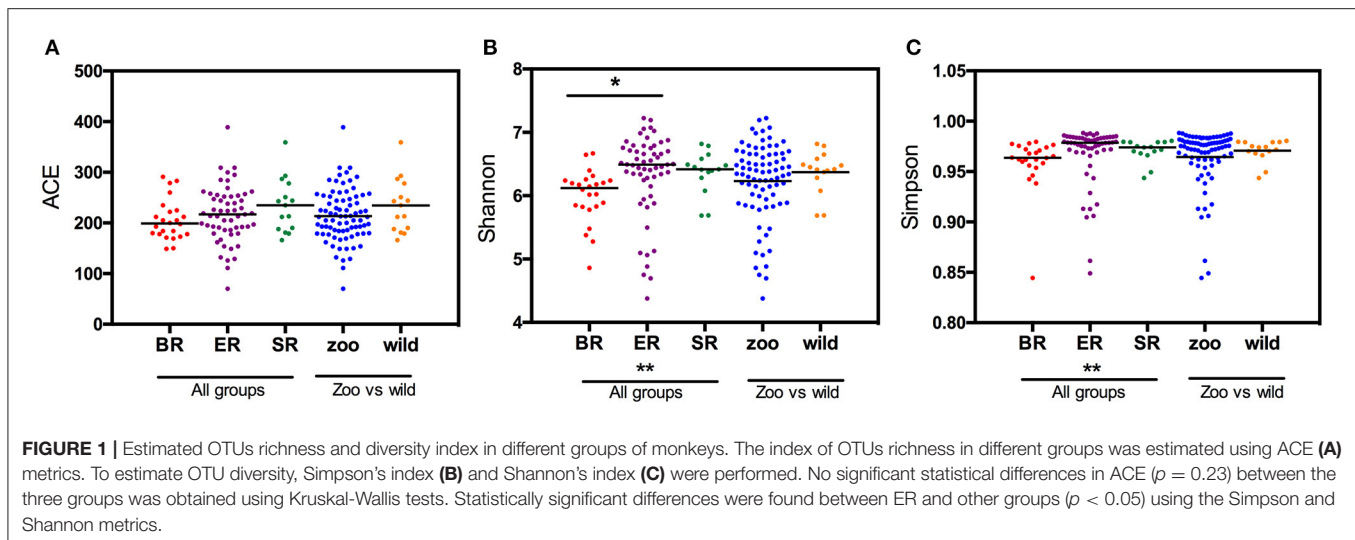 A
500
400
300
200
100
0
ACE
BR ER SR zoo wild
All groups Zoo vs wild
B
8
7
6
5
4
Shannon
*
BR ER SR zoo wild
**
All groups Zoo vs wild
C
1.05
1.00
0.95
0.90
0.85
0.80
Simpson
BR ER SR zoo wild
**
All groups Zoo vs wild
FIGURE 1 | Estimated OTUs richness and diversity index in different groups of monkeys. The index of OTUs richness in different groups was estimated using ACE (A)
metrics. To estimate OTU diversity, Simpson's index (B) and Shannon's index (C) were performed. No significant statistical differences in ACE (p = 0.23) between the
three groups was obtained using Kruskal-Wallis tests. Statistically significant differences were found between ER and other groups (p < 0.05) using the Simpson and
Shannon metrics.